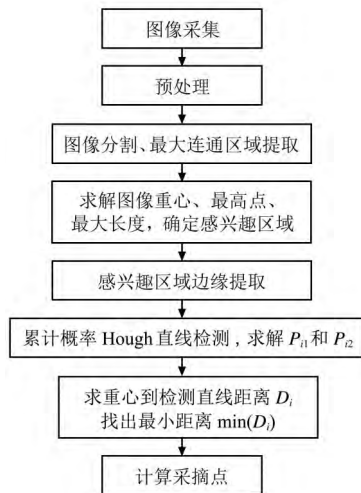 图像采集
预处理
图像分割、最大连通区域提取
求解图像重心、最高点、
最大长度，确定感兴趣区域
感兴趣区域边缘提取
累计概率 Hough 直线检测，求解 Pi1 和 Pi2
求重心到检测直线距离 Di
找出最小距离 min(Di)
计算采摘点